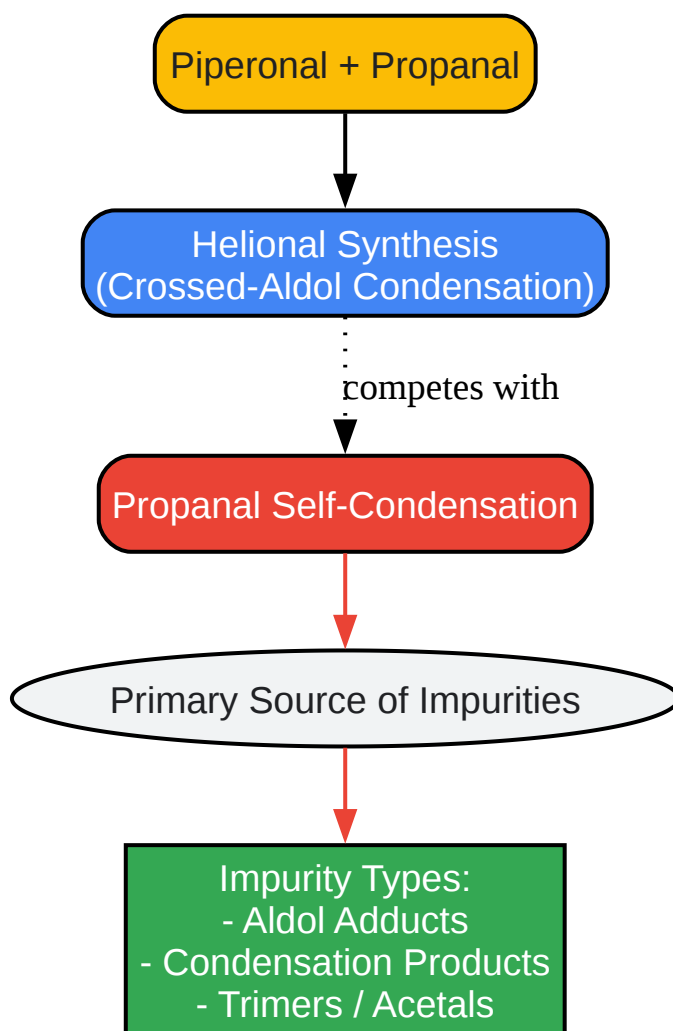 Piperonal + Propanal
Helional Synthesis
(Crossed-Aldol Condensation)
competes with
Propanal Self-Condensation
Primary Source of Impurities
Impurity Types:
- Aldol Adducts
- Condensation Products
- Trimers / Acetals